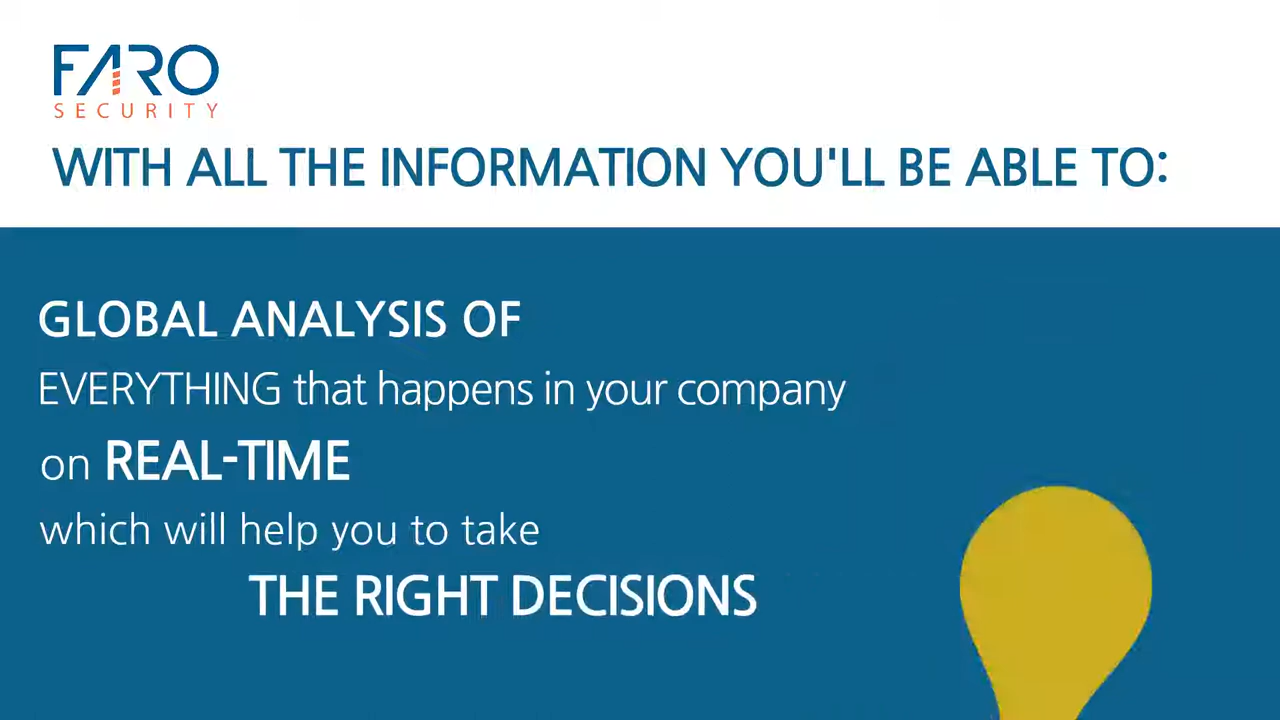 FARO
SECURITY
WITH ALL THE INFORMATION YOU'LL BE ABLE TO:
GLOBAL ANALYSIS OF
EVERYTHING that happens in your company
on REAL-TIME
which will help you to take
THE RIGHT DECISIONS